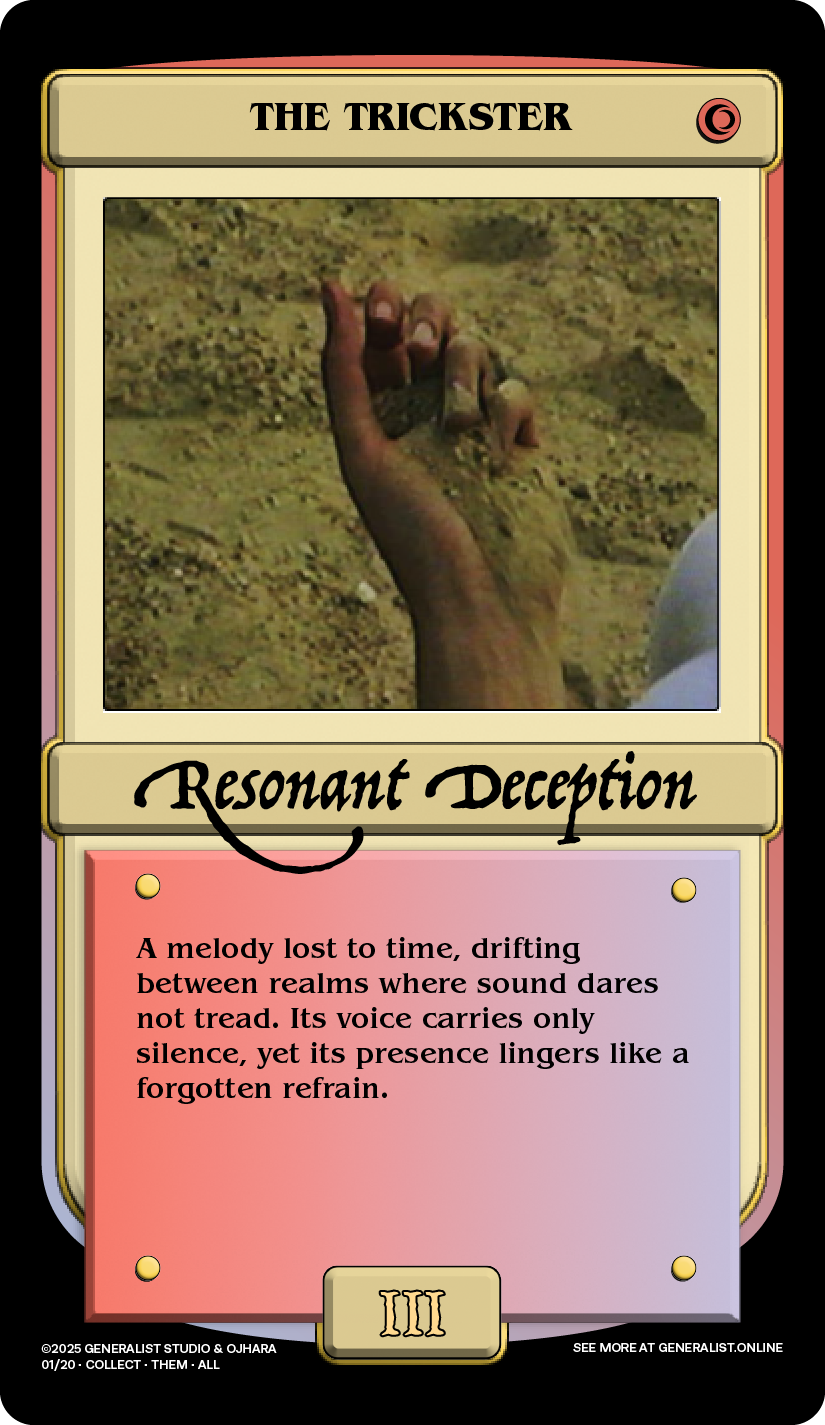 THE TRICKSTER
Resonant Deception
A melody lost to time, drifting
between realms where sound dares
not tread. Its voice carries only
silence, yet its presence lingers like a
forgotten refrain.
III
©2025 GENERALIST STUDIO & OJHARA
01/20 · COLLECT · THEM · ALL
SEE MORE AT GENERALIST.ONLINE